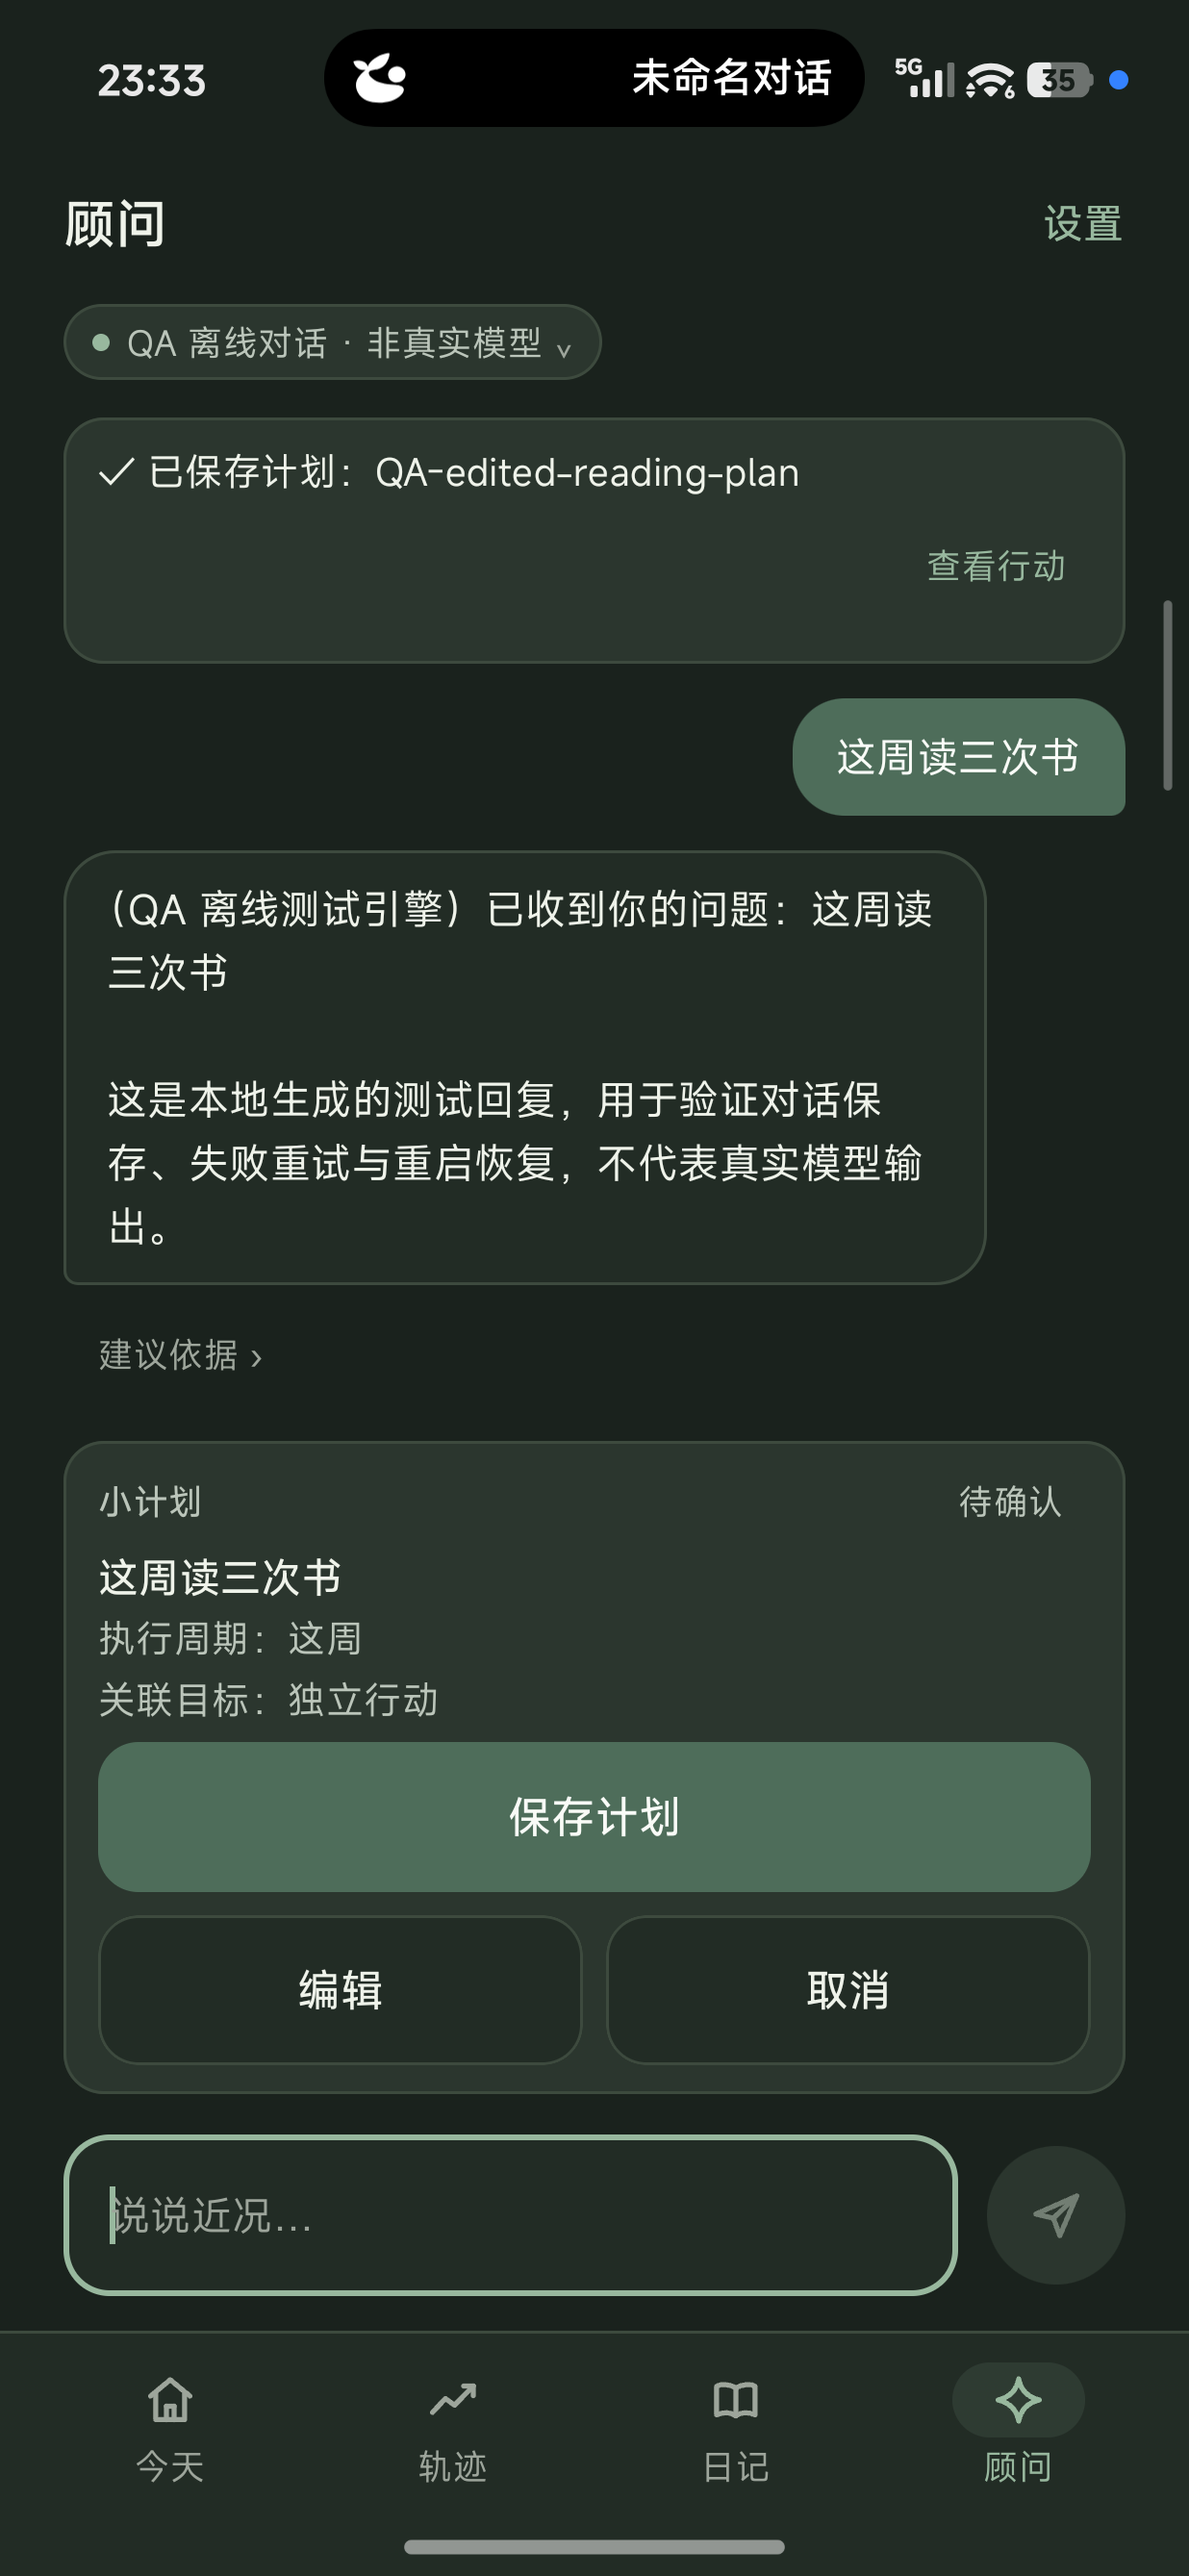 23:33
未命名对话
5G
6
35
顾问
设置
QA 离线对话 · 非真实模型
✓ 已保存计划：QA-edited-reading-plan
查看行动
这周读三次书
（QA 离线测试引擎）已收到你的问题：这周读
三次书
这是本地生成的测试回复，用于验证对话保
存、失败重试与重启恢复，不代表真实模型输
出。
建议依据 ›
小计划
待确认
这周读三次书
执行周期：这周
关联目标：独立行动
保存计划
编辑
取消
说说近况...
今天
轨迹
日记
顾问